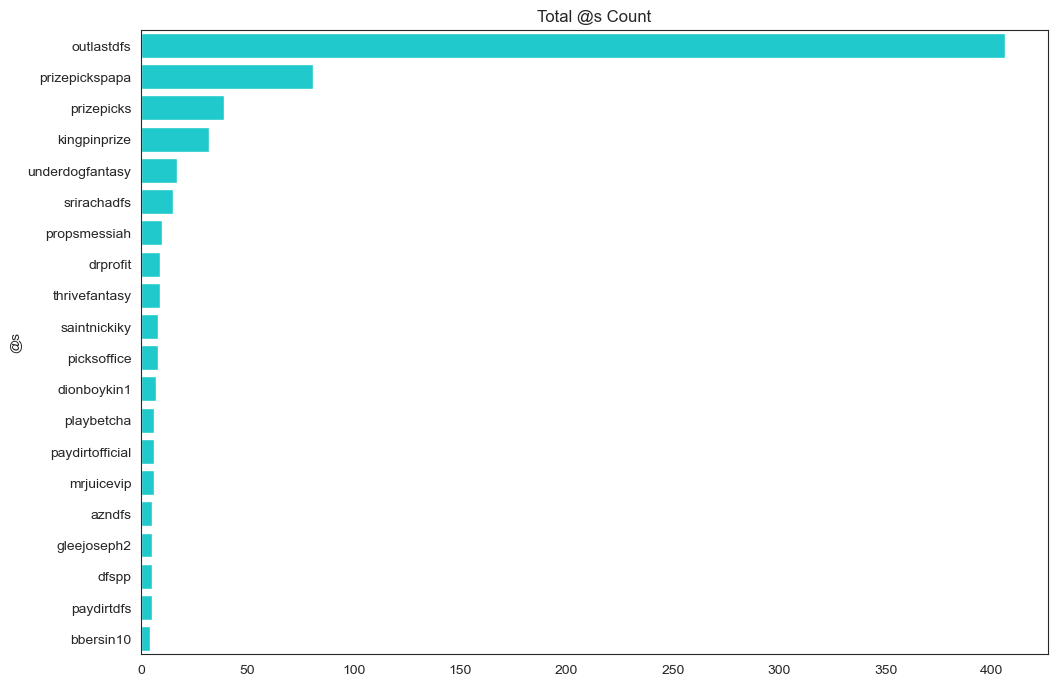 Total @s Count
outlastdfs
prizepickspapa
prizepicks
kingpinprize
underdogfantasy
srirachadfs
propsmessiah
drprofit
thrivefantasy
saintnickiky
picksoffice
dionboykin1
playbetcha
paydirtofficial
mrjuicevip
azndfs
gleejoseph2
dfspp
paydirtdfs
bbersin10
@s
0 50 100 150 200 250 300 350 400